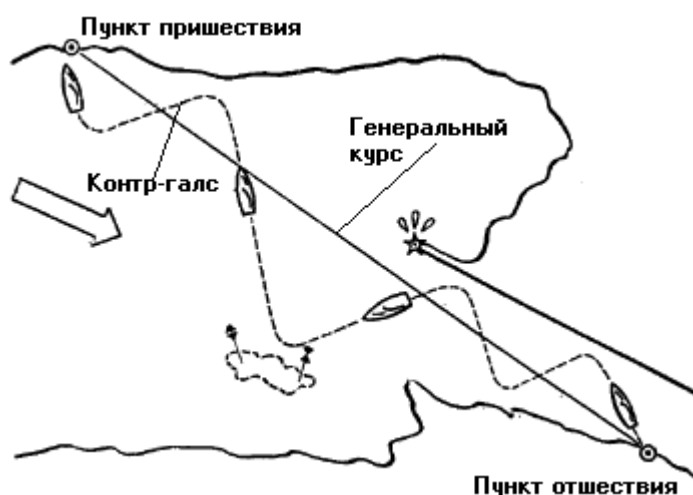 Пункт пришествия
Генеральный
курс
Контр-галс
Пункт отшествия